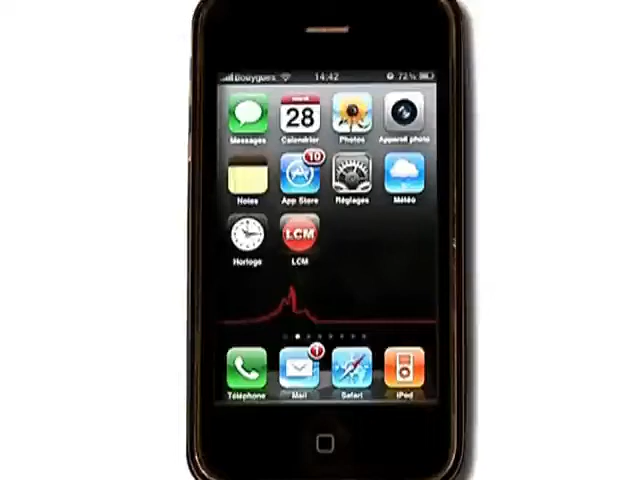 Bouygues 14:42 72%
Messages 28 Calendrier Photos Appareil photo
10
Notes App Store Réglages Météo
LCM
Horloge LCM
1
Téléphone Mail Safari iPod